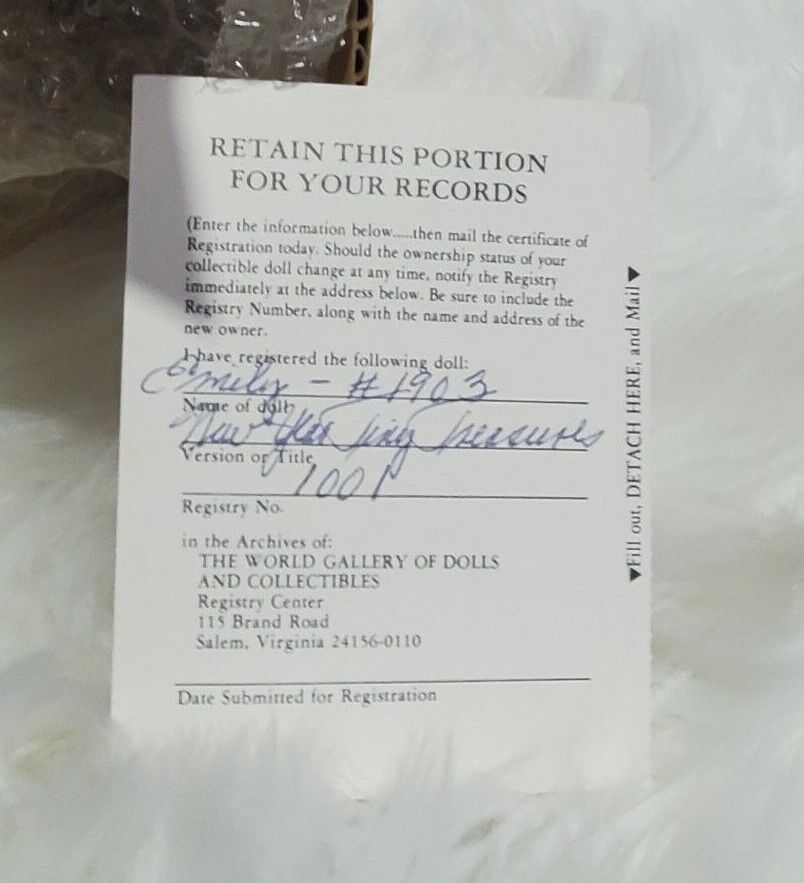 RETAIN THIS PORTION
FOR YOUR RECORDS
(Enter the information below.....then mail the certificate of
Registration today. Should the ownership status of your
collectible doll change at any time, notify the Registry
immediately at the address below. Be sure to include the
Registry Number, along with the name and address of the
new owner.
I have registered the following doll:
Emily - #1903
Name of doll
Tiny Treasures
Version or Title
1001
Registry No.
in the Archives of:
THE WORLD GALLERY OF DOLLS
AND COLLECTIBLES
Registry Center
115 Brand Road
Salem, Virginia 24156-0110
Date Submitted for Registration
▼Fill out, DETACH HERE, and Mail▼